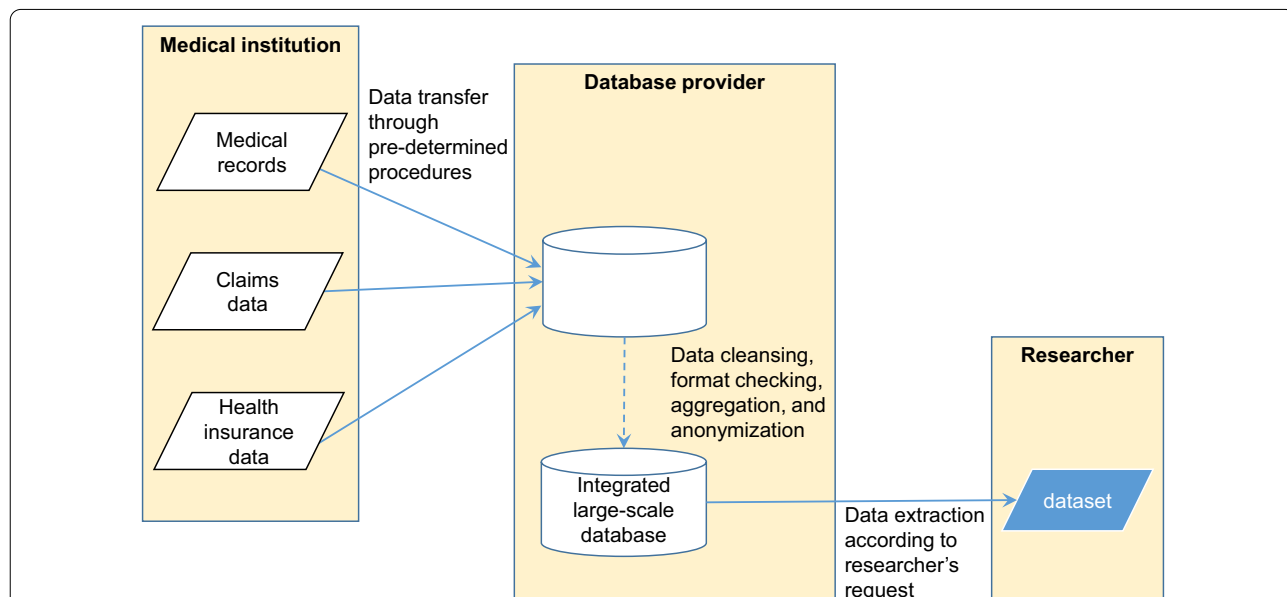 Medical institution
Medical
records
Claims
data
Health
insurance
data
Data transfer
through
pre-determined
procedures
Database provider
Data cleansing,
format checking,
aggregation, and
anonymization
Integrated
large-scale
database
Data extraction
according to
researcher's
request
Researcher
dataset